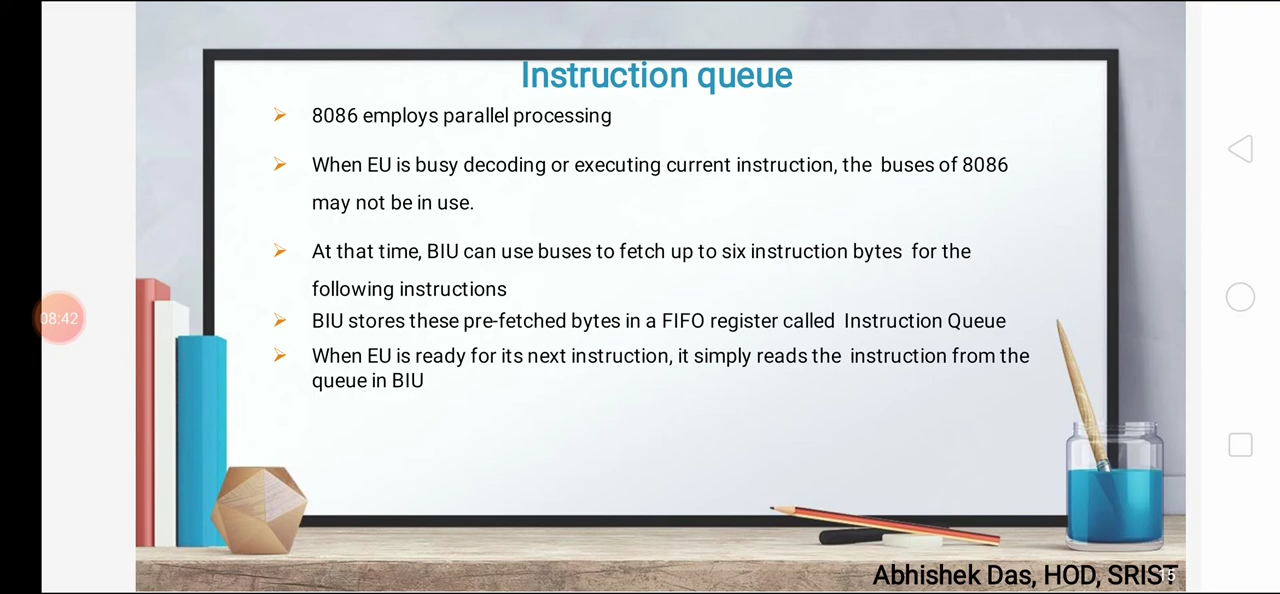 Instruction queue
8086 employs parallel processing
When EU is busy decoding or executing current instruction, the buses of 8086
may not be in use.
At that time, BIU can use buses to fetch up to six instruction bytes for the
following instructions
BIU stores these pre-fetched bytes in a FIFO register called Instruction Queue
When EU is ready for its next instruction, it simply reads the instruction from the
queue in BIU
08:42
Abhishek Das, HOD, SRIST
15